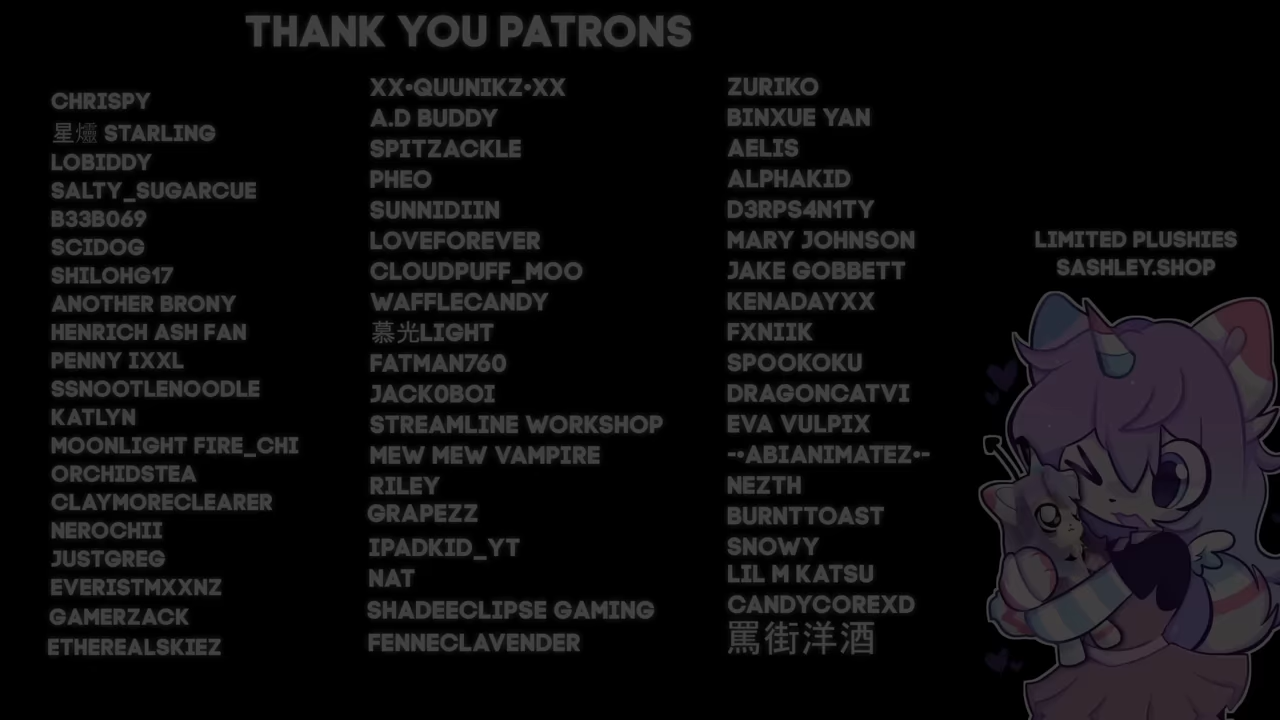 THANK YOU PATRONS
CHRISPY
星爧 STARLING
LOBIDDY
SALTY_SUGARCUE
B33B069
SCIDOG
SHILOHG17
ANOTHER BRONY
HENRICH ASH FAN
PENNY IXXL
SSNOOTLENOODLE
KATLYN
MOONLIGHT FIRE_CHI
ORCHIDSTEA
CLAYMORECLEARER
NEROCHII
JUSTGREG
EVERISTMXXNZ
GAMERZACK
ETHEREALSKIEZ
XX•QUUNIKZ•XX
A.D BUDDY
SPITZACKLE
PHEO
SUNNIDIIN
LOVEFOREVER
CLOUDPUFF_MOO
WAFFLECANDY
慕光LIGHT
FATMAN760
JACK0BOI
STREAMLINE WORKSHOP
MEW MEW VAMPIRE
RILEY
GRAPEZZ
IPADKID_YT
NAT
SHADEECLIPSE GAMING
FENNECLAVENDER
ZURIKO
BINXUE YAN
AELIS
ALPHAKID
D3RPS4N1TY
MARY JOHNSON
JAKE GOBBETT
KENADAYXX
FXNIIK
SPOOKOKU
DRAGONCATVI
EVA VULPIX
-•ABIANIMATEZ•-
NEZTH
BURNTTOAST
SNOWY
LIL M KATSU
CANDYCOREXD
罵街洋酒
LIMITED PLUSHIES
SASHLEY.SHOP